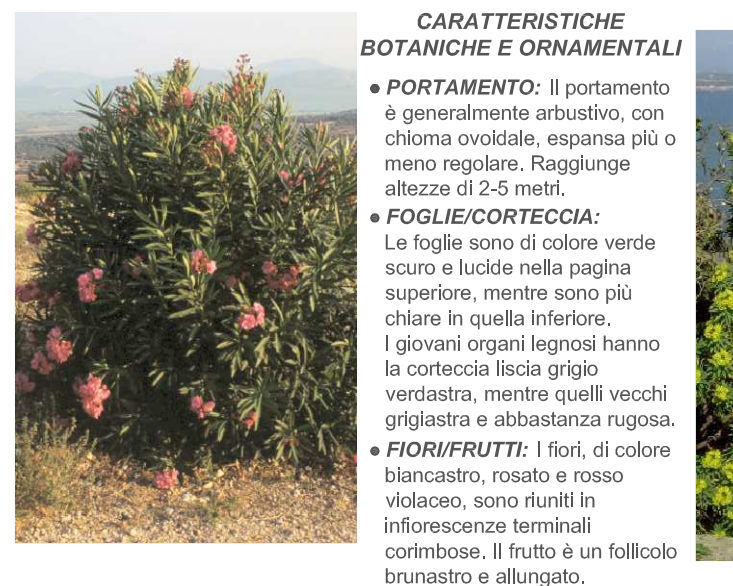 CARATTERISTICHE
BOTANICHE E ORNAMENTALI
● PORTAMENTO: Il portamento
è generalmente arbustivo, con
chioma ovoidale, espansa più o
meno regolare. Raggiunge
altezze di 2-5 metri.
● FOGLIE/CORTECCIA:
Le foglie sono di colore verde
scuro e lucide nella pagina
superiore, mentre sono più
chiare in quella inferiore.
I giovani organi legnosi hanno
la corteccia liscia grigio
verdastra, mentre quelli vecchi
grigiastra e abbastanza rugosa.
● FIORI/FRUTTI: I fiori, di colore
biancastro, rosato e rosso
violaceo, sono riuniti in
infiorescenze terminali
corimbose. Il frutto è un follicolo
brunastro e allungato.